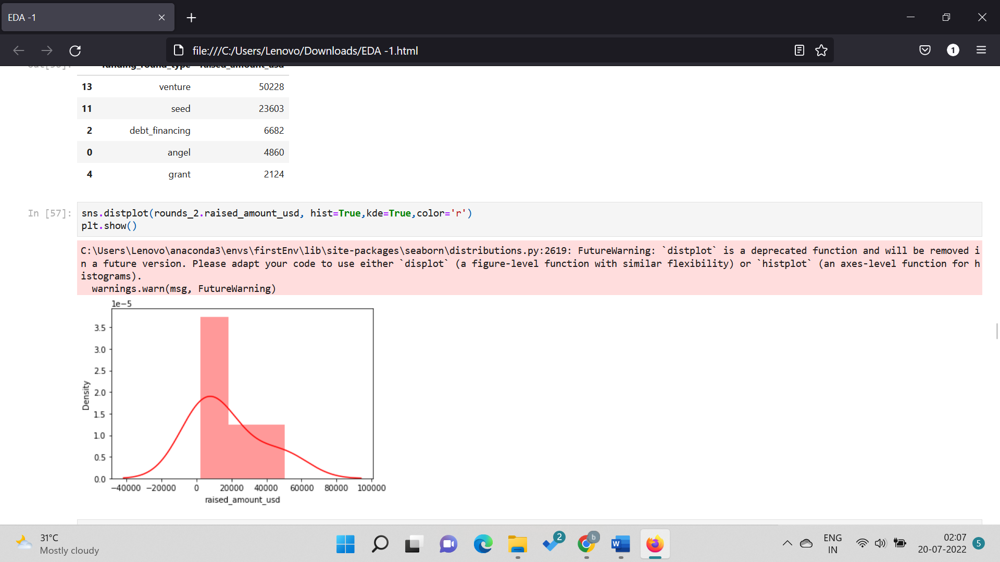 EDA -1
file:///C:/Users/Lenovo/Downloads/EDA -1.html
1
funding_round_type raised_amount_usd
13 venture 50228
11 seed 23603
2 debt_financing 6682
0 angel 4860
4 grant 2124
In [57]: sns.distplot(rounds_2.raised_amount_usd, hist=True,kde=True,color='r')
plt.show()
C:\Users\Lenovo\anaconda3\envs\firstEnv\lib\site-packages\seaborn\distributions.py:2619: FutureWarning: `distplot` is a deprecated function and will be removed i
n a future version. Please adapt your code to use either `displot` (a figure-level function with similar flexibility) or `histplot` (an axes-level function for h
istograms).
warnings.warn(msg, FutureWarning)
1e−5
3.5
3.0
2.5
2.0
1.5
1.0
0.5
0.0
Density
−40000 −20000 0 20000 40000 60000 80000 100000
raised_amount_usd
31°C
Mostly cloudy
2
b
W
ENG
IN
02:07
20-07-2022
5